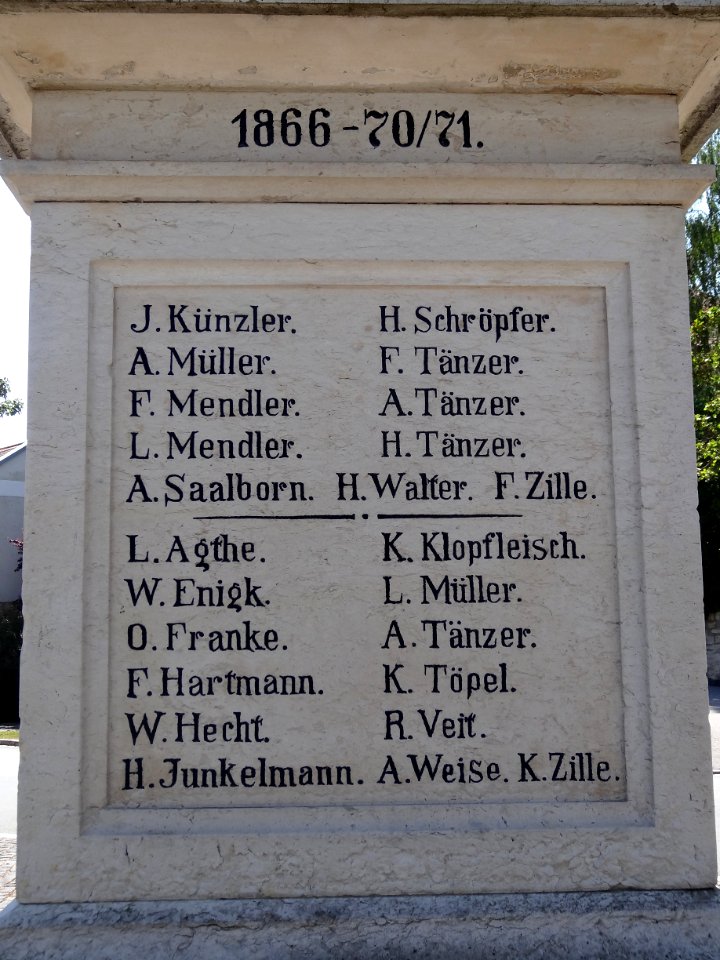 1866-70/71.
J. Künzler. H. Schröpfer.
A. Müller. F. Tänzer.
F. Mendler. A. Tänzer.
L. Mendler. H. Tänzer.
A. Saalborn. H. Walter. F. Zille.
L. Agthe. K. Klopfleisch.
W. Enigk. L. Müller.
O. Franke. A. Tänzer.
F. Hartmann. K. Töpel.
W. Hecht. R. Veit.
H. Junkelmann. A. Weise. K. Zille.